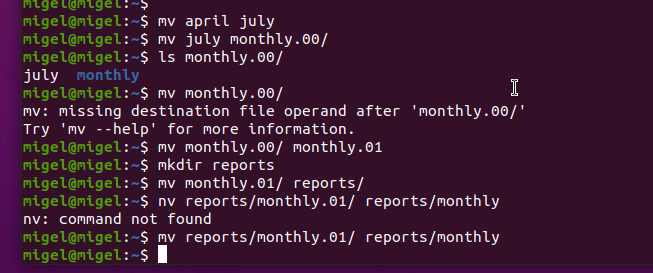 migel@migel:~$
migel@migel:~$ mv april july
migel@migel:~$ mv july monthly.00/
migel@migel:~$ ls monthly.00/
july  monthly
migel@migel:~$ mv monthly.00/
mv: missing destination file operand after 'monthly.00/'
Try 'mv --help' for more information.
migel@migel:~$ mv monthly.00/ monthly.01
migel@migel:~$ mkdir reports
migel@migel:~$ mv monthly.01/ reports/
migel@migel:~$ nv reports/monthly.01/ reports/monthly
nv: command not found
migel@migel:~$ mv reports/monthly.01/ reports/monthly
migel@migel:~$